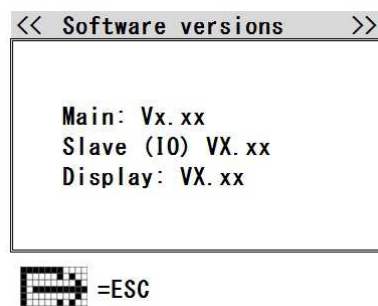 << Software versions >>
Main: Vx.xx
Slave (IO) VX.xx
Display: VX.xx
=ESC